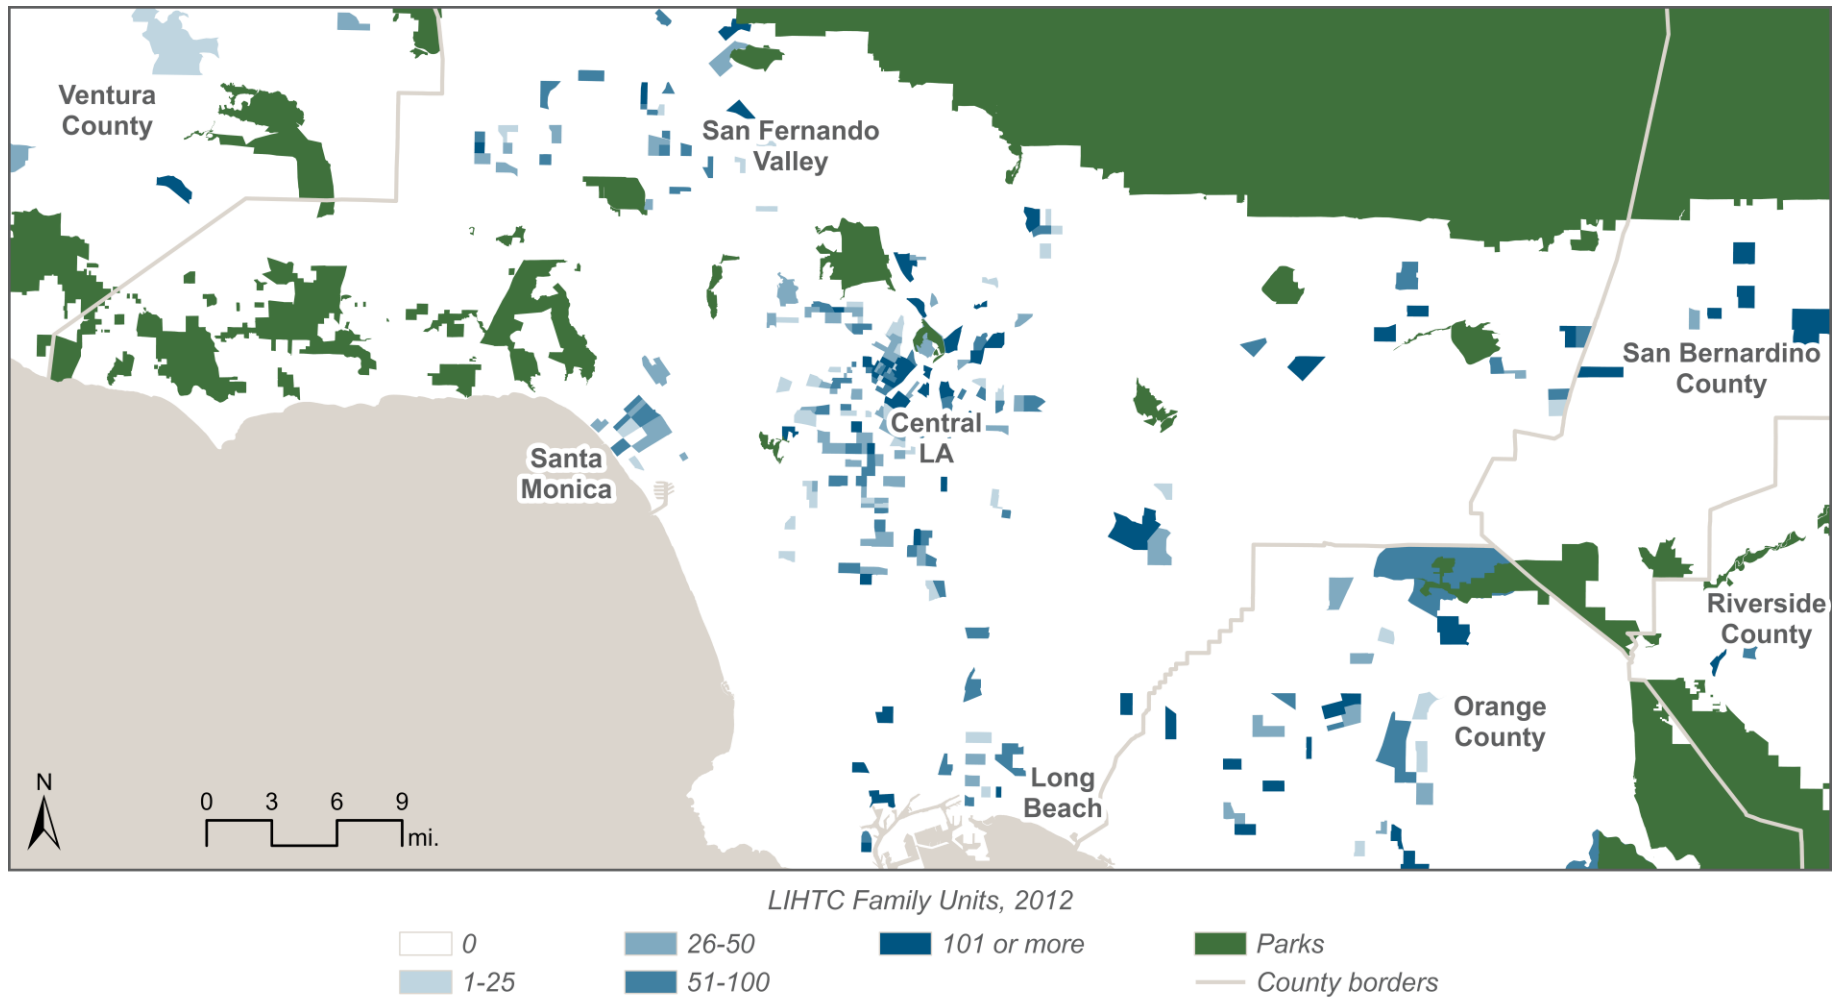 Ventura
County
San Fernando
Valley
San Bernardino
County
Central
LA
Santa
Monica
Riverside
County
Orange
County
Long
Beach
N
0 3 6 9
mi.
LIHTC Family Units, 2012
0 26-50 101 or more Parks
1-25 51-100 County borders